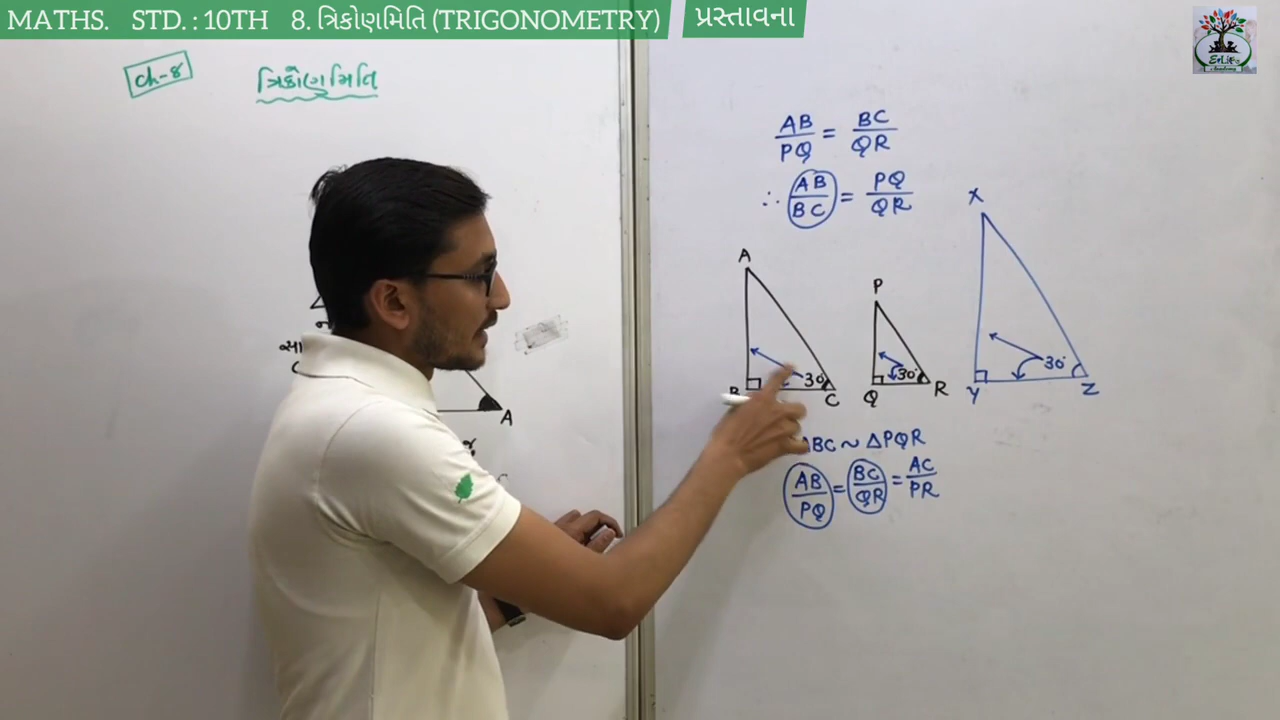 MATHS. STD. : 10TH 8. ત્રિકોણમિતિ (TRIGONOMETRY) પ્રસ્તાવના
Ch-8
ત્રિકોણમિતિ
AB/PQ = BC/QR
∴ AB/BC = PQ/QR
A
P
X
30°
30°
30°
C
Q
R
Y
Z
A
BC ~ ΔPQR
AB/PQ = BC/QR = AC/PR